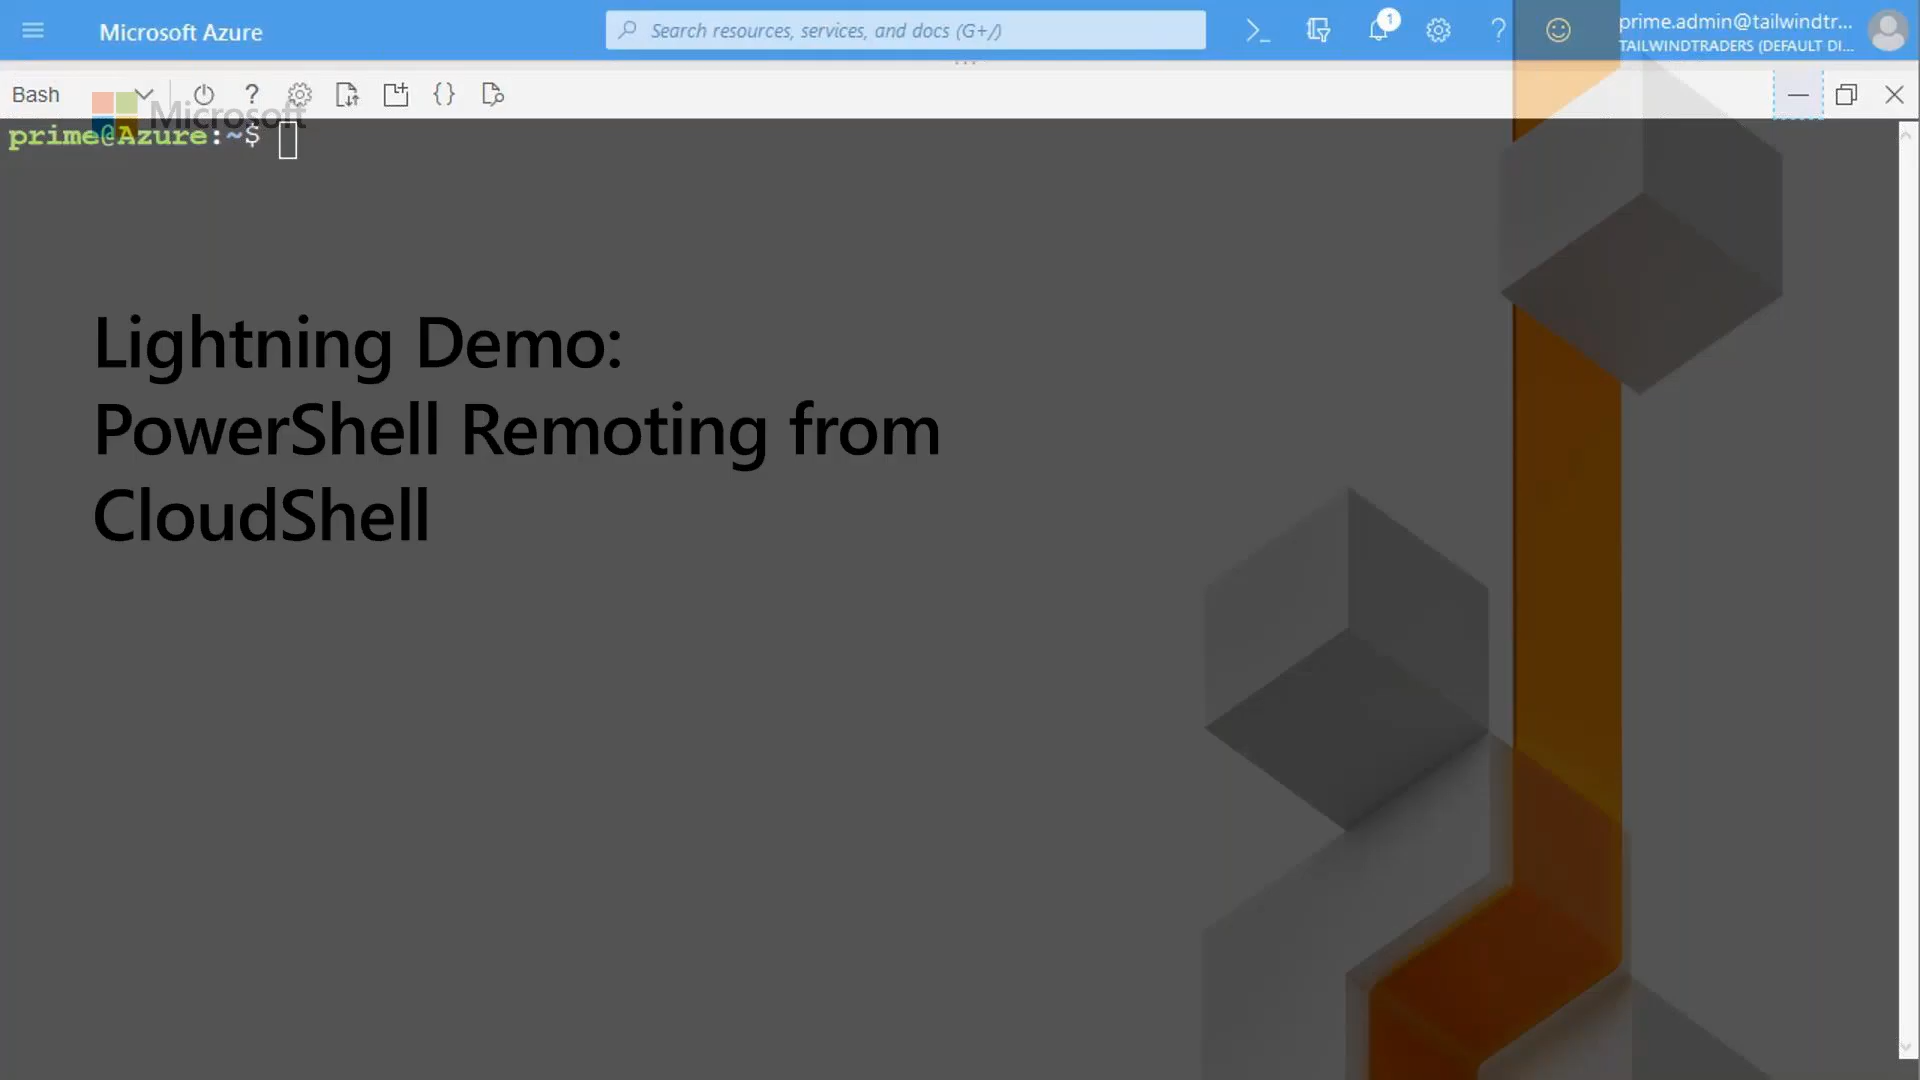 Microsoft Azure
Search resources, services, and docs (G+/)
1
prime.admin@tailwindtr...
TAILWINDTRADERS (DEFAULT DI...
Bash
Microsoft
prime@Azure:~$
Lightning Demo:
PowerShell Remoting from
CloudShell